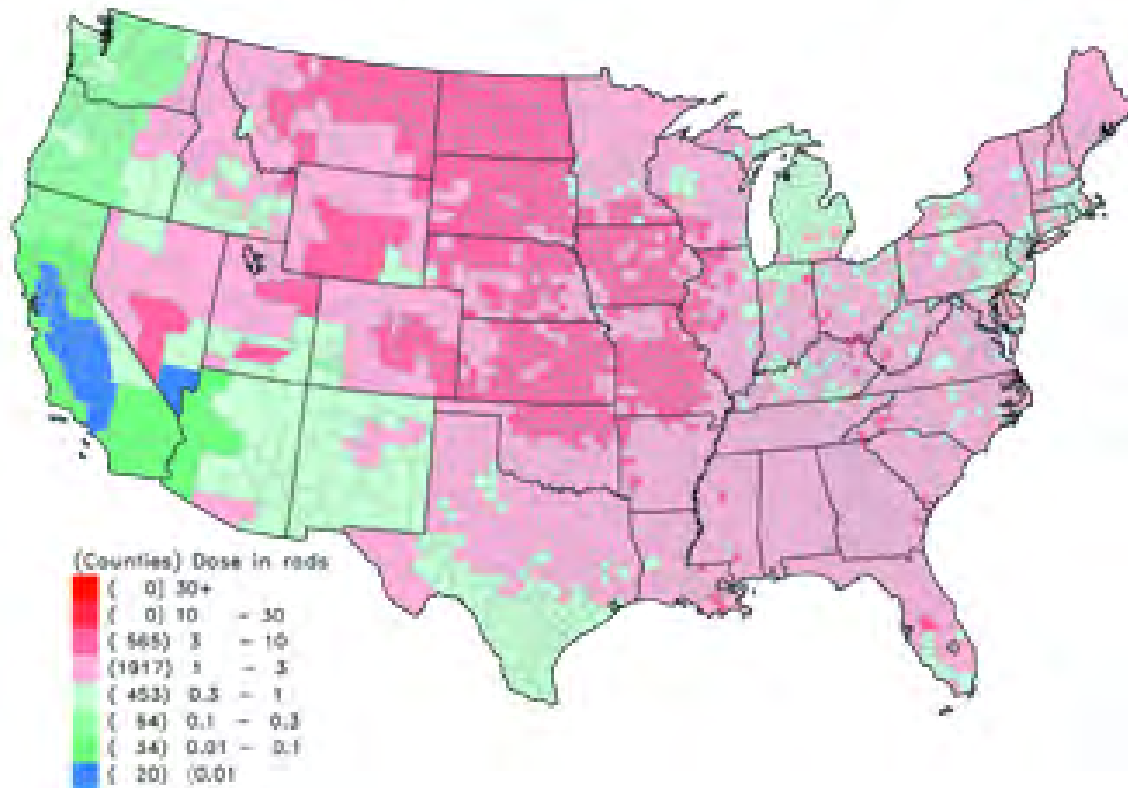 (Counties) Dose in rads
( 0) 30+
( 0) 10 - 30
( 565) 3 - 10
(1917) 1 - 3
( 453) 0.3 - 1
( 64) 0.1 - 0.3
( 34) 0.01 - 0.1
( 20) <0.01